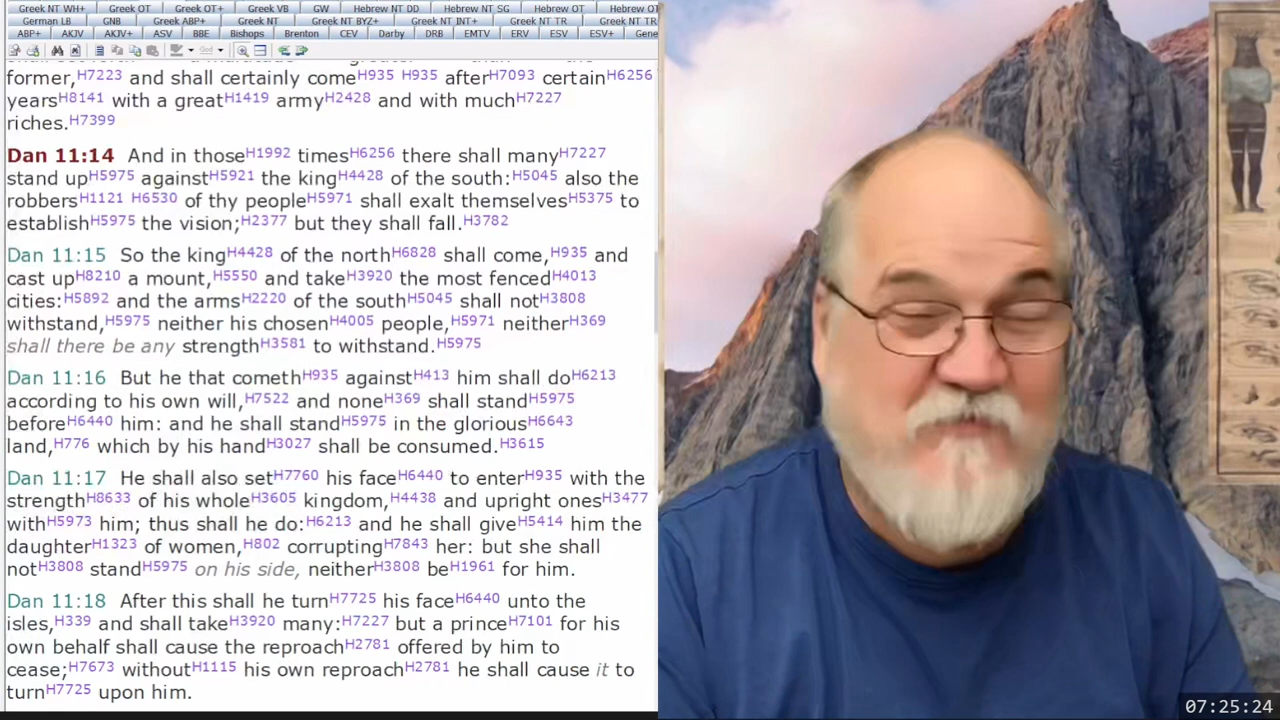 Greek NT WH+ Greek OT Greek OT+ Greek VB GW Hebrew NT DD Hebrew NT SG Hebrew OT
German LB GNB Greek ABP+ Greek NT Greek NT BYZ+ Greek NT INT+ Greek NT TR Greek NT TR
ABP+ AKJV AKJV+ ASV BBE Bishops Brenton CEV Darby DRB EMTV ERV ESV ESV+ Gene
former,H7223 and shall certainly comeH935 H935 afterH7093 certainH6256
yearsH8141 with a greatH1419 armyH2428 and with muchH7227
riches.H7399
Dan 11:14 And in thoseH1992 timesH6256 there shall manyH7227
stand upH5975 againstH5921 the kingH4428 of the south:H5045 also the
robbersH1121 H6530 of thy peopleH5971 shall exalt themselvesH5375 to
establishH5975 the vision;H2377 but they shall fall.H3782
Dan 11:15 So the kingH4428 of the northH6828 shall come,H935 and
cast upH8210 a mount,H5550 and takeH3920 the most fencedH4013
cities:H5892 and the armsH2220 of the southH5045 shall notH3808
withstand,H5975 neither his chosenH4005 people,H5971 neitherH369
shall there be any strengthH3581 to withstand.H5975
Dan 11:16 But he that comethH935 againstH413 him shall doH6213
according to his own will,H7522 and noneH369 shall standH5975
beforeH6440 him: and he shall standH5975 in the gloriousH6643
land,H776 which by his handH3027 shall be consumed.H3615
Dan 11:17 He shall also setH7760 his faceH6440 to enterH935 with the
strengthH8633 of his wholeH3605 kingdom,H4438 and upright onesH3477
withH5973 him; thus shall he do:H6213 and he shall giveH5414 him the
daughterH1323 of women,H802 corruptingH7843 her: but she shall
notH3808 standH5975 on his side, neitherH3808 beH1961 for him.
Dan 11:18 After this shall he turnH7725 his faceH6440 unto the
isles,H339 and shall takeH3920 many:H7227 but a princeH7101 for his
own behalf shall cause the reproachH2781 offered by him to
cease;H7673 withoutH1115 his own reproachH2781 he shall cause it to
turnH7725 upon him.
07:25:24